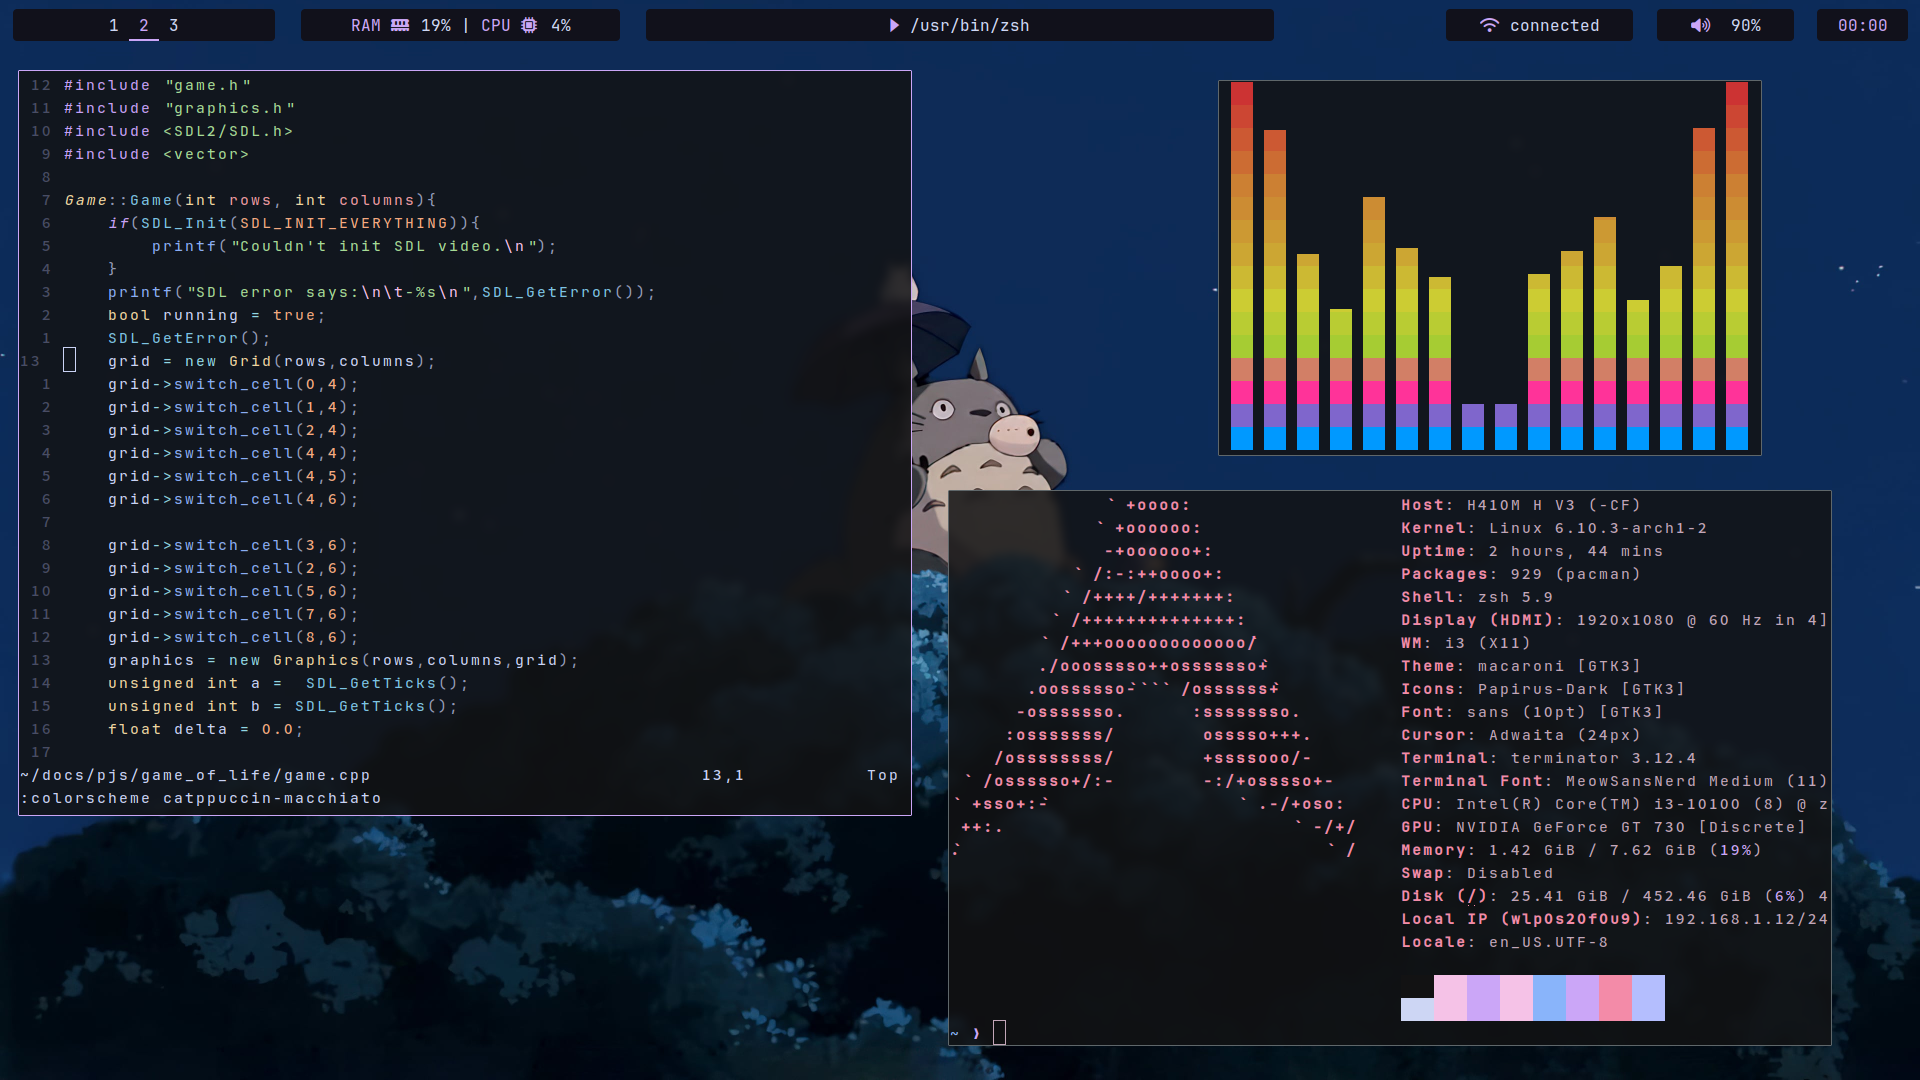 1 2 3
RAM 19% | CPU 4%
/usr/bin/zsh
connected
90%
00:00
12 #include "game.h"
11 #include "graphics.h"
10 #include <SDL2/SDL.h>
9 #include <vector>
8
7 Game::Game(int rows, int columns){
6     if(SDL_Init(SDL_INIT_EVERYTHING)){
5         printf("Couldn't init SDL video.\n");
4     }
3     printf("SDL error says:\n\t-%s\n",SDL_GetError());
2     bool running = true;
1     SDL_GetError();
13     grid = new Grid(rows,columns);
1     grid->switch_cell(0,4);
2     grid->switch_cell(1,4);
3     grid->switch_cell(2,4);
4     grid->switch_cell(4,4);
5     grid->switch_cell(4,5);
6     grid->switch_cell(4,6);
7
8     grid->switch_cell(3,6);
9     grid->switch_cell(2,6);
10     grid->switch_cell(5,6);
11     grid->switch_cell(7,6);
12     grid->switch_cell(8,6);
13     graphics = new Graphics(rows,columns,grid);
14     unsigned int a =  SDL_GetTicks();
15     unsigned int b = SDL_GetTicks();
16     float delta = 0.0;
17
~/docs/pjs/game_of_life/game.cpp 13,1 Top
:colorscheme catppuccin-macchiato
`+oooo: Host: H410M H V3 (-CF)
`+oooooo: Kernel: Linux 6.10.3-arch1-2
-+oooooo+: Uptime: 2 hours, 44 mins
`/:-:++oooo+: Packages: 929 (pacman)
`/++++/+++++++: Shell: zsh 5.9
`/++++++++++++++: Display (HDMI): 1920x1080 @ 60 Hz in 4]
`/+++ooooooooooooo/` WM: i3 (X11)
./ooosssso++osssssso+` Theme: macaroni [GTK3]
.oossssso-````/ossssss+` Icons: Papirus-Dark [GTK3]
-osssssso.      :ssssssso. Font: sans (10pt) [GTK3]
:osssssss/        osssso+++. Cursor: Adwaita (24px)
/ossssssss/        +ssssooo/- Terminal: terminator 3.12.4
`/ossssso+/:-        -:/+osssso+- Terminal Font: MeowSansNerd Medium (11)
`+sso+:-`                 `.-/+oso: CPU: Intel(R) Core(TM) i3-10100 (8) @ z
++:.                           `-/+/ GPU: NVIDIA GeForce GT 730 [Discrete]
.`                                 `/ Memory: 1.42 GiB / 7.62 GiB (19%)
Swap: Disabled
Disk (/): 25.41 GiB / 452.46 GiB (6%) 4
Local IP (wlp0s20f0u9): 192.168.1.12/24
Locale: en_US.UTF-8
~ ❯